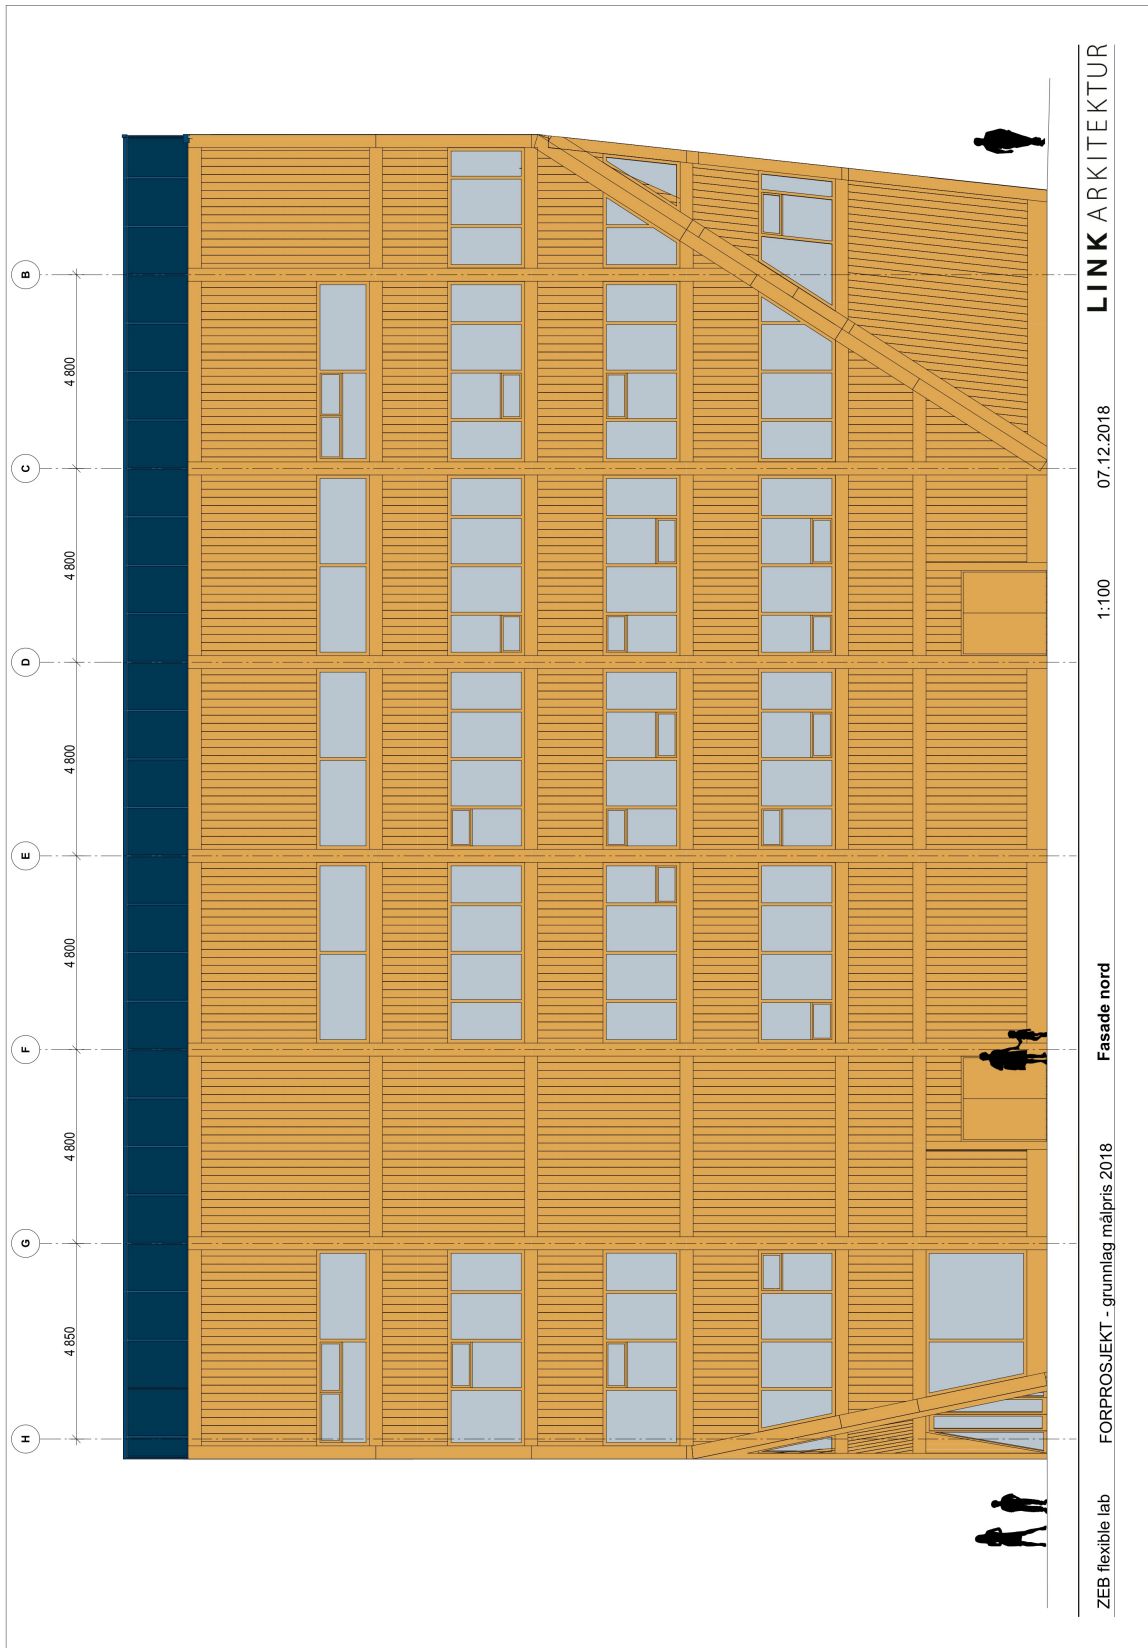 H G F E D C B
4 850 4 800 4 800 4 800 4 800 4 800
ZEB flexible lab FORPROSJEKT - grunnlag målpris 2018 Fasade nord 1:100 07.12.2018 LINK ARKITEKTUR